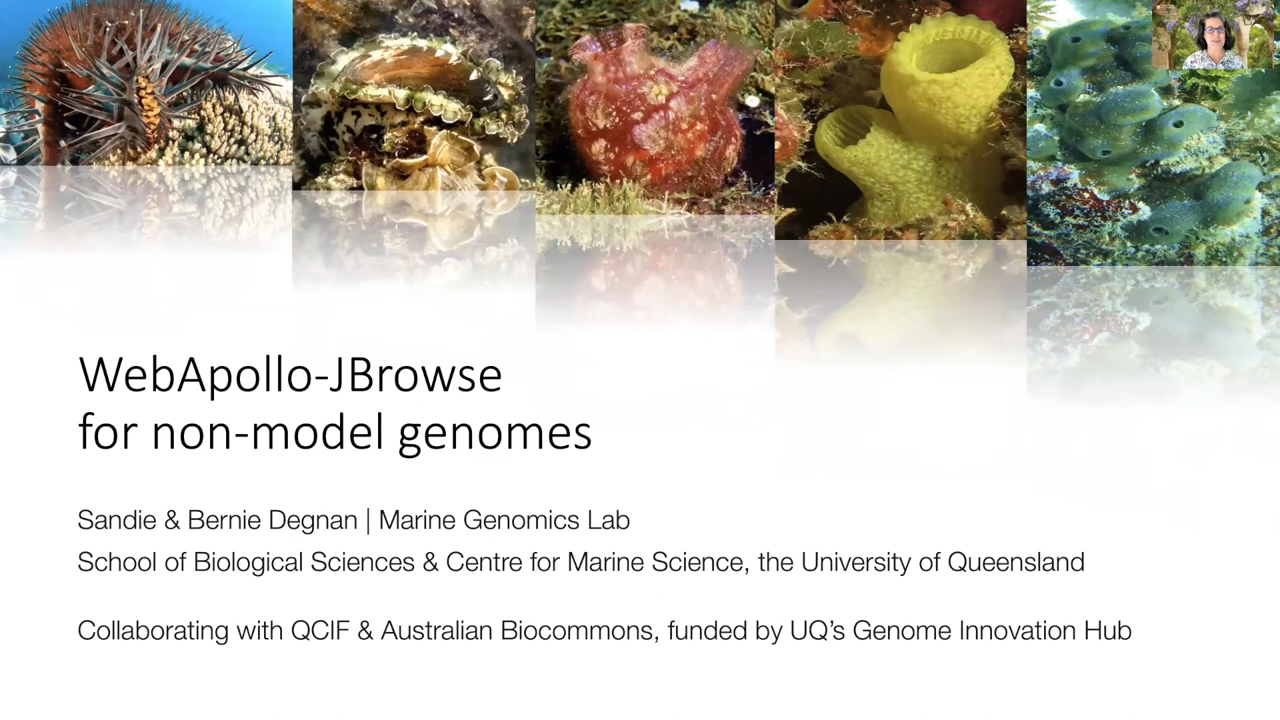 WebApollo-JBrowse
for non-model genomes
Sandie & Bernie Degnan | Marine Genomics Lab
School of Biological Sciences & Centre for Marine Science, the University of Queensland
Collaborating with QCIF & Australian Biocommons, funded by UQ’s Genome Innovation Hub